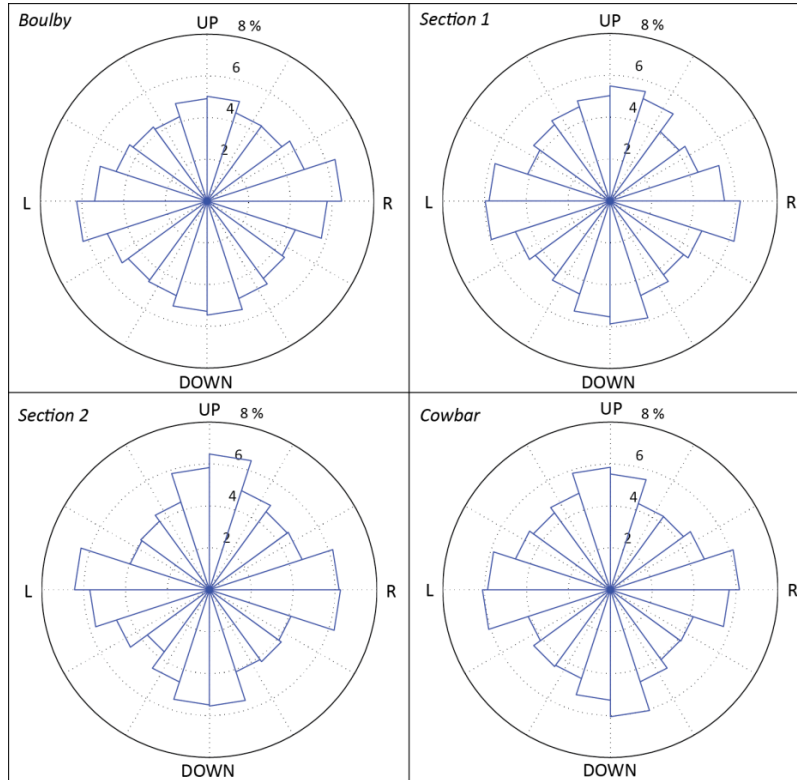 Boulby
UP
8 %
6
4
2
L
R
DOWN
Section 1
UP
8 %
6
4
2
L
R
DOWN
Section 2
UP
8 %
6
4
2
L
R
DOWN
Cowbar
UP
8 %
6
4
2
L
R
DOWN